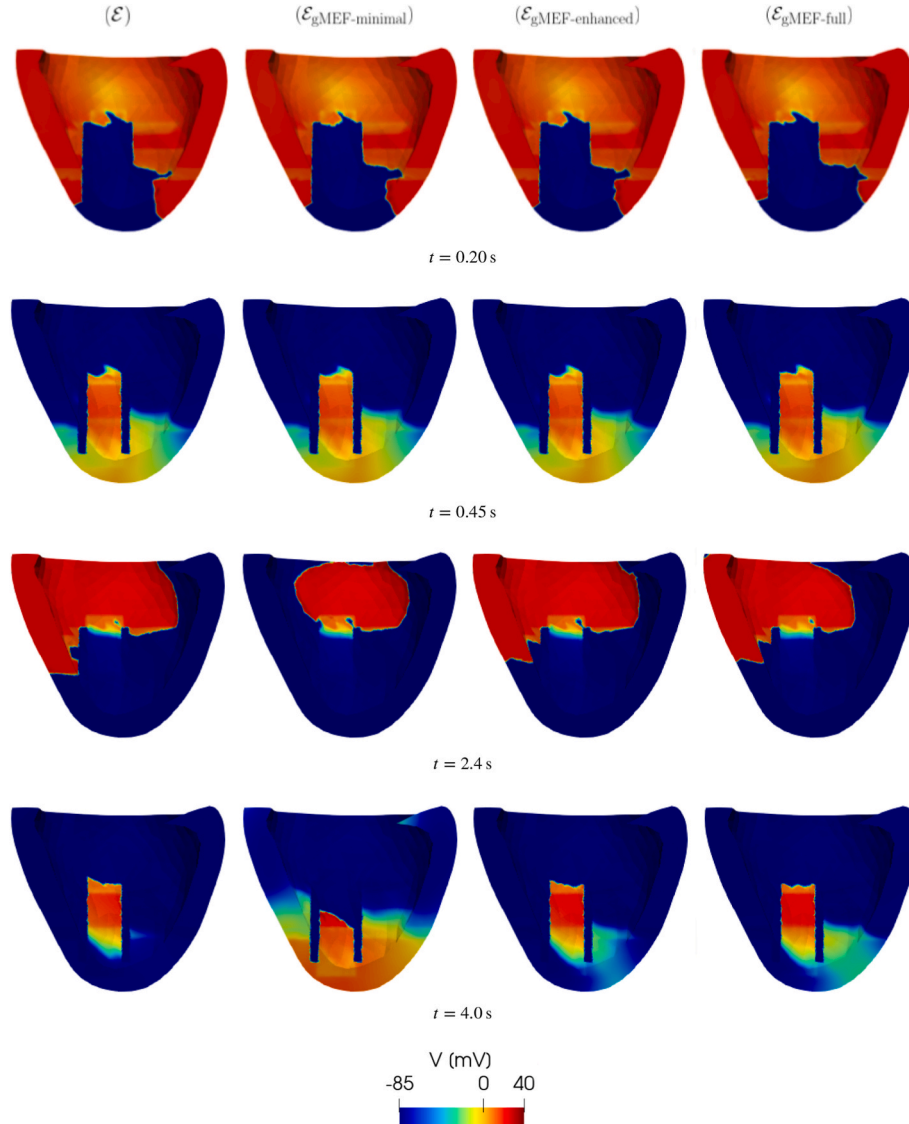 (ℰ) (ℰgMEF-minimal) (ℰgMEF-enhanced) (ℰgMEF-full)
t = 0.20 s
t = 0.45 s
t = 2.4 s
t = 4.0 s
V (mV)
-85 0 40